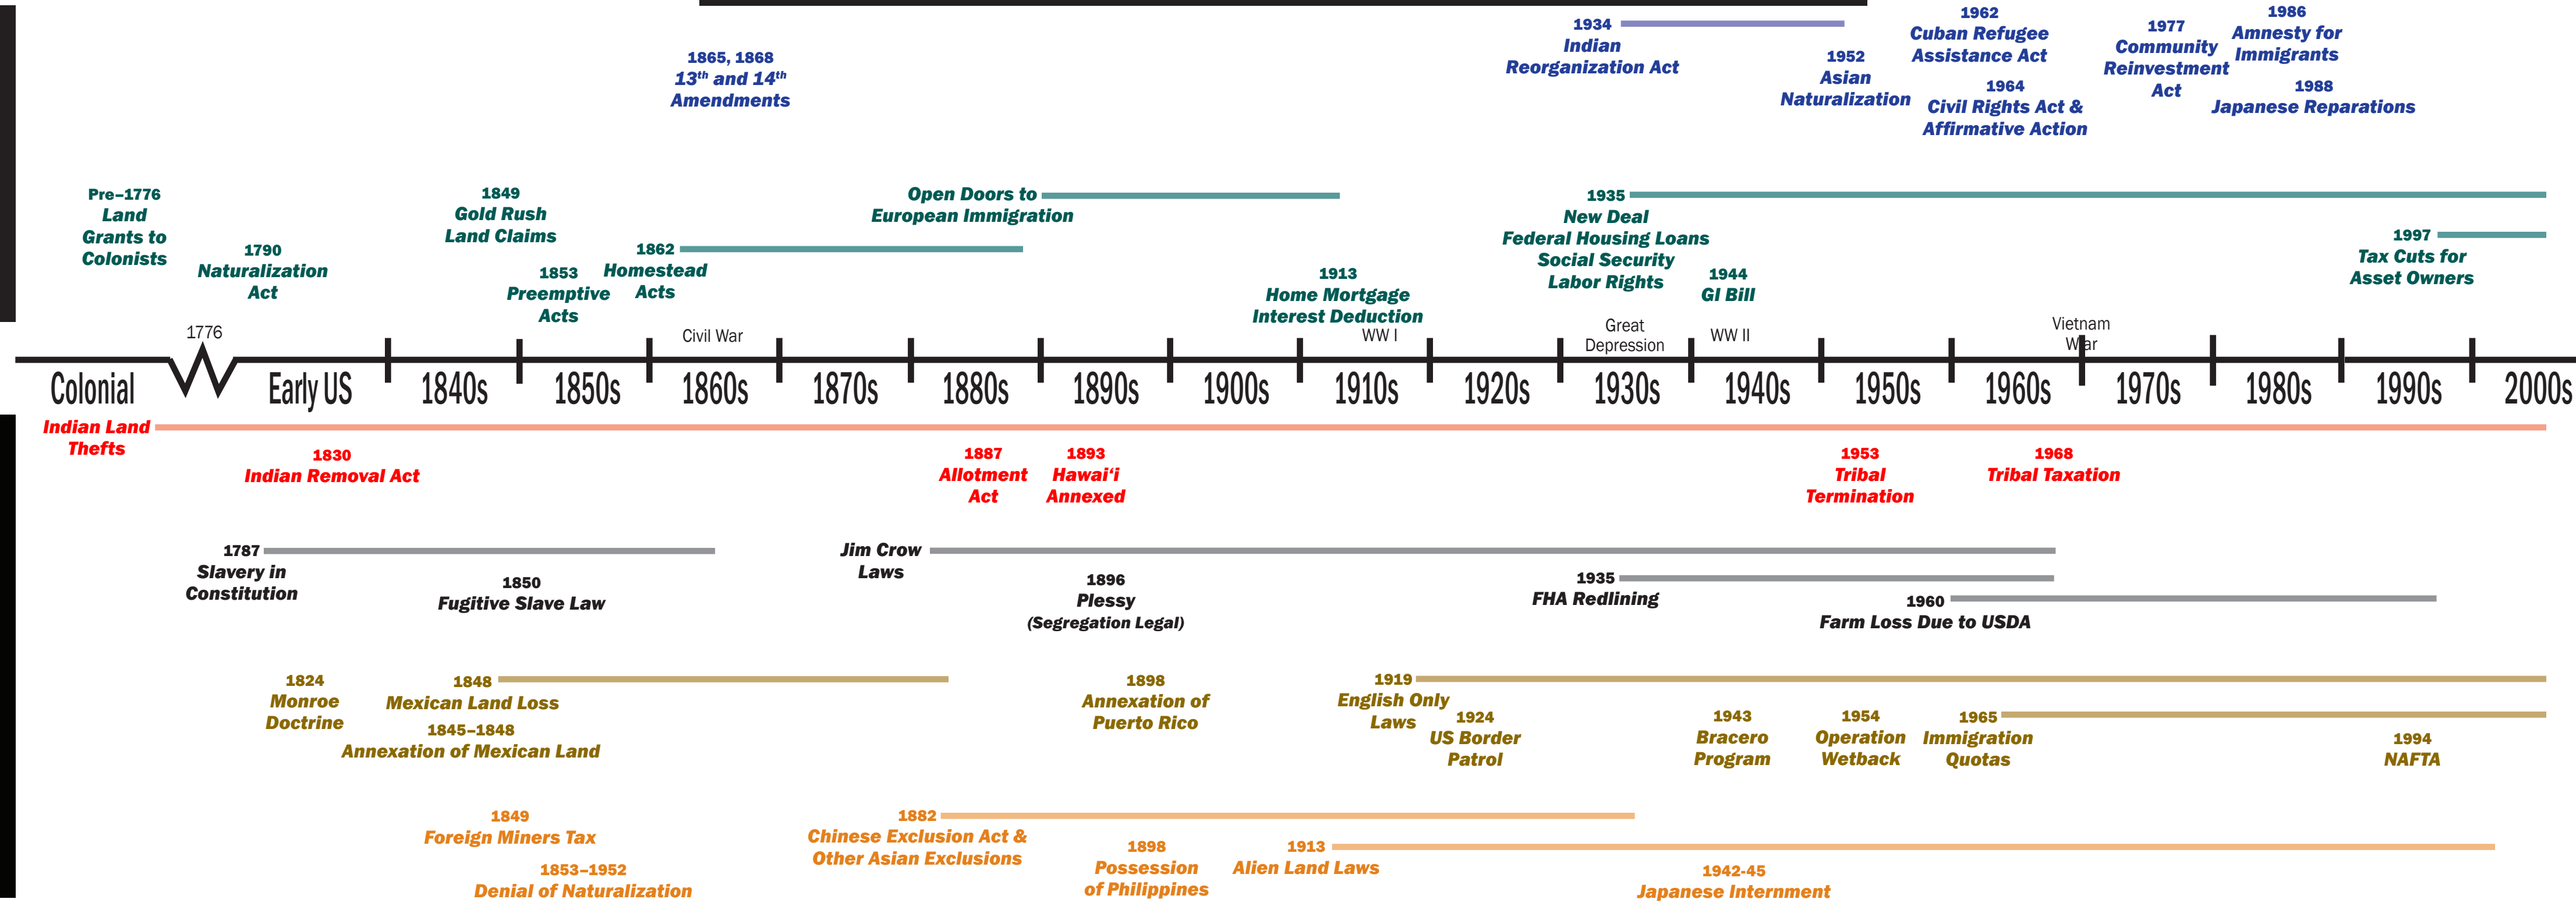 1865, 1868
13th and 14th
Amendments
1934
Indian
Reorganization Act
1952
Asian
Naturalization
1962
Cuban Refugee
Assistance Act
1964
Civil Rights Act &
Affirmative Action
1977
Community
Reinvestment
Act
1986
Amnesty for
Immigrants
1988
Japanese Reparations
Pre–1776
Land
Grants to
Colonists
1790
Naturalization
Act
1849
Gold Rush
Land Claims
1853
Preemptive
Acts
1862
Homestead
Acts
Open Doors to
European Immigration
1913
Home Mortgage
Interest Deduction
1935
New Deal
Federal Housing Loans
Social Security
Labor Rights
1944
GI Bill
1997
Tax Cuts for
Asset Owners
1776
Civil War
WW I
Great
Depression
WW II
Vietnam
War
Colonial
Early US
1840s
1850s
1860s
1870s
1880s
1890s
1900s
1910s
1920s
1930s
1940s
1950s
1960s
1970s
1980s
1990s
2000s
Indian Land
Thefts
1830
Indian Removal Act
1887
Allotment
Act
1893
Hawai‘i
Annexed
1953
Tribal
Termination
1968
Tribal Taxation
1787
Slavery in
Constitution
1850
Fugitive Slave Law
Jim Crow
Laws
1896
Plessy
(Segregation Legal)
1935
FHA Redlining
1960
Farm Loss Due to USDA
1824
Monroe
Doctrine
1848
Mexican Land Loss
1845–1848
Annexation of Mexican Land
1898
Annexation of
Puerto Rico
1919
English Only
Laws
1924
US Border
Patrol
1943
Bracero
Program
1954
Operation
Wetback
1965
Immigration
Quotas
1994
NAFTA
1849
Foreign Miners Tax
1853–1952
Denial of Naturalization
1882
Chinese Exclusion Act &
Other Asian Exclusions
1898
Possession
of Philippines
1913
Alien Land Laws
1942-45
Japanese Internment